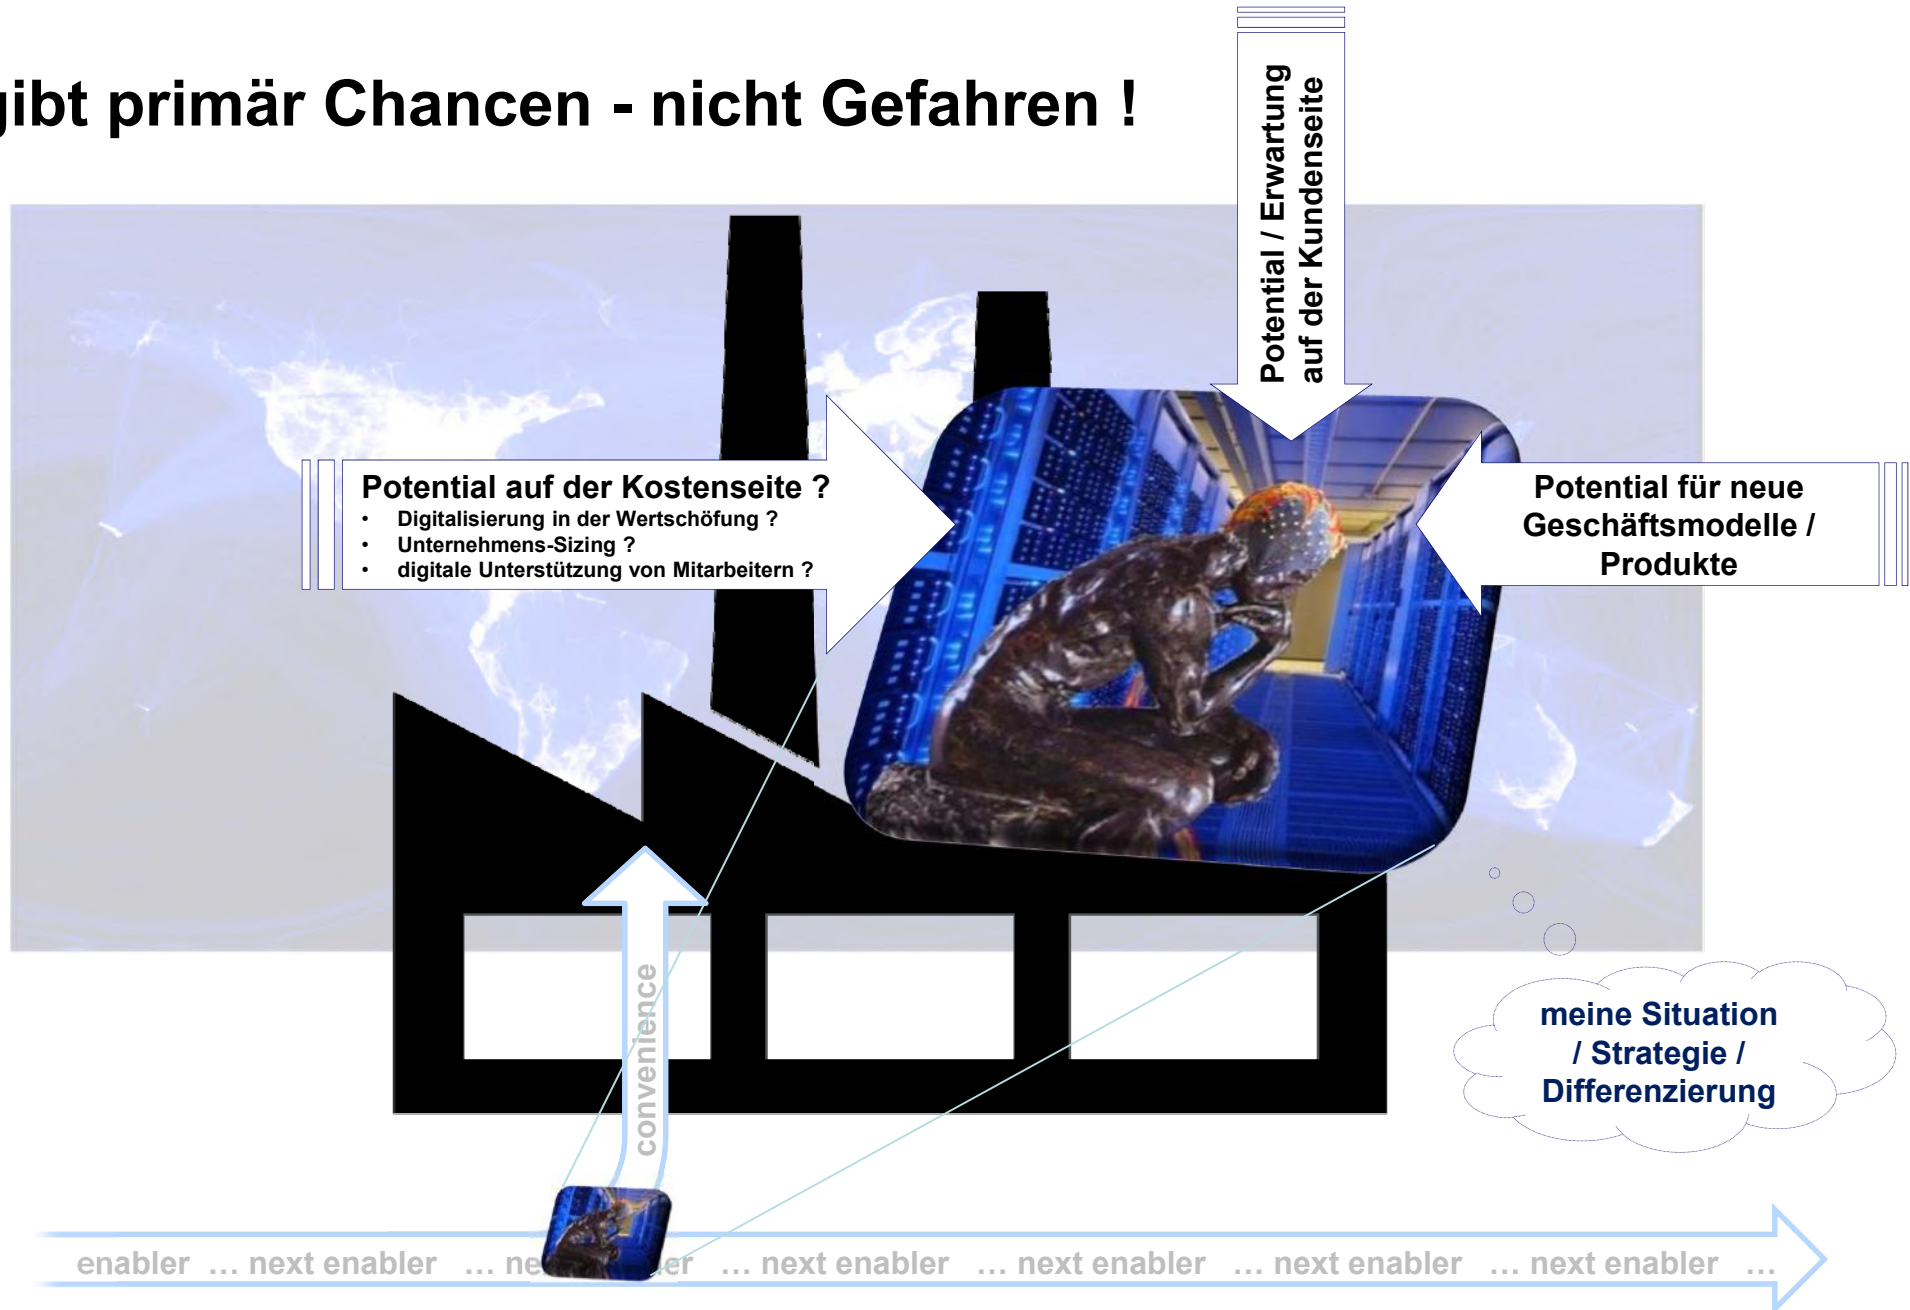 gibt primär Chancen - nicht Gefahren !
Potential / Erwartung
auf der Kundenseite
Potential auf der Kostenseite ?
• Digitalisierung in der Wertschöfung ?
• Unternehmens-Sizing ?
• digitale Unterstützung von Mitarbeitern ?
Potential für neue
Geschäftsmodelle /
Produkte
meine Situation
/ Strategie /
Differenzierung
convenience
enabler … next enabler … ne er … next enabler … next enabler … next enabler … next enabler …